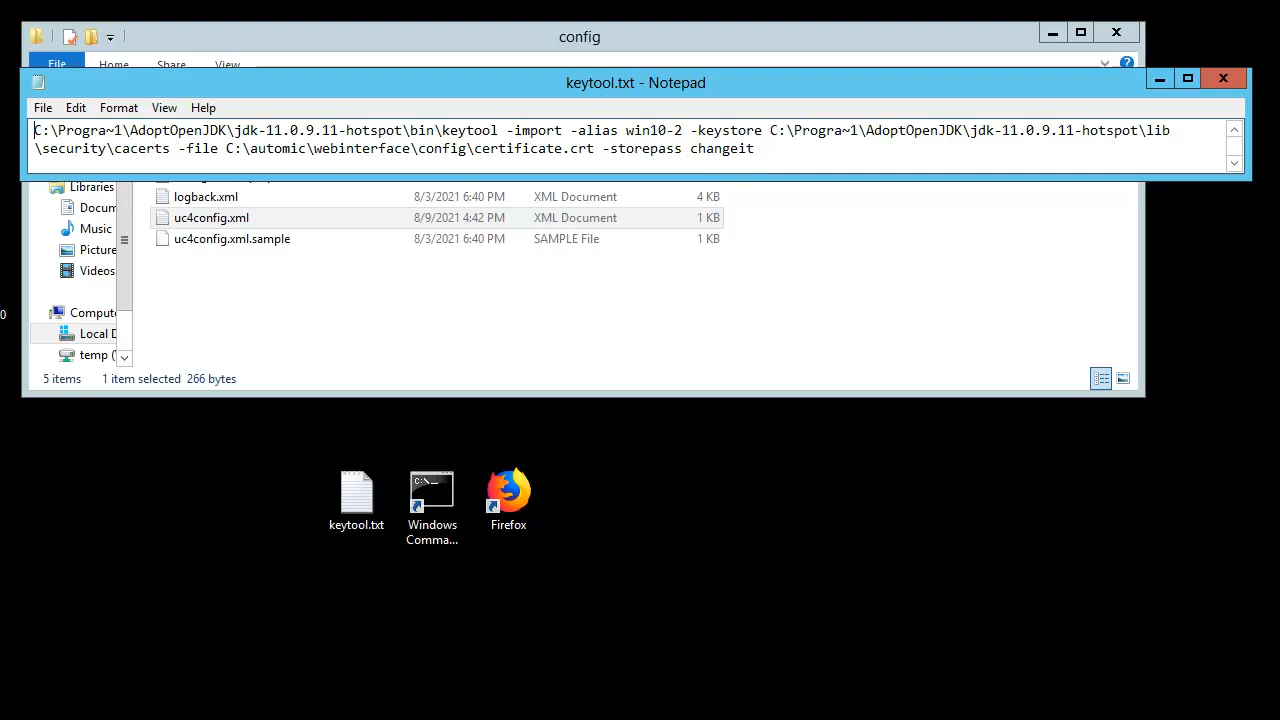 config
File
Home
Share
View
keytool.txt - Notepad
File Edit Format View Help
C:\Progra~1\AdoptOpenJDK\jdk-11.0.9.11-hotspot\bin\keytool -import -alias win10-2 -keystore C:\Progra~1\AdoptOpenJDK\jdk-11.0.9.11-hotspot\lib
\security\cacerts -file C:\automic\webinterface\config\certificate.crt -storepass changeit
Libraries
Docum
Music
Picture
Videos
Compute
Local D
temp (
logback.xml 8/3/2021 6:40 PM XML Document 4 KB
uc4config.xml 8/9/2021 4:42 PM XML Document 1 KB
uc4config.xml.sample 8/3/2021 6:40 PM SAMPLE File 1 KB
5 items 1 item selected 266 bytes
0
C:\_
keytool.txt
Windows
Comma...
Firefox